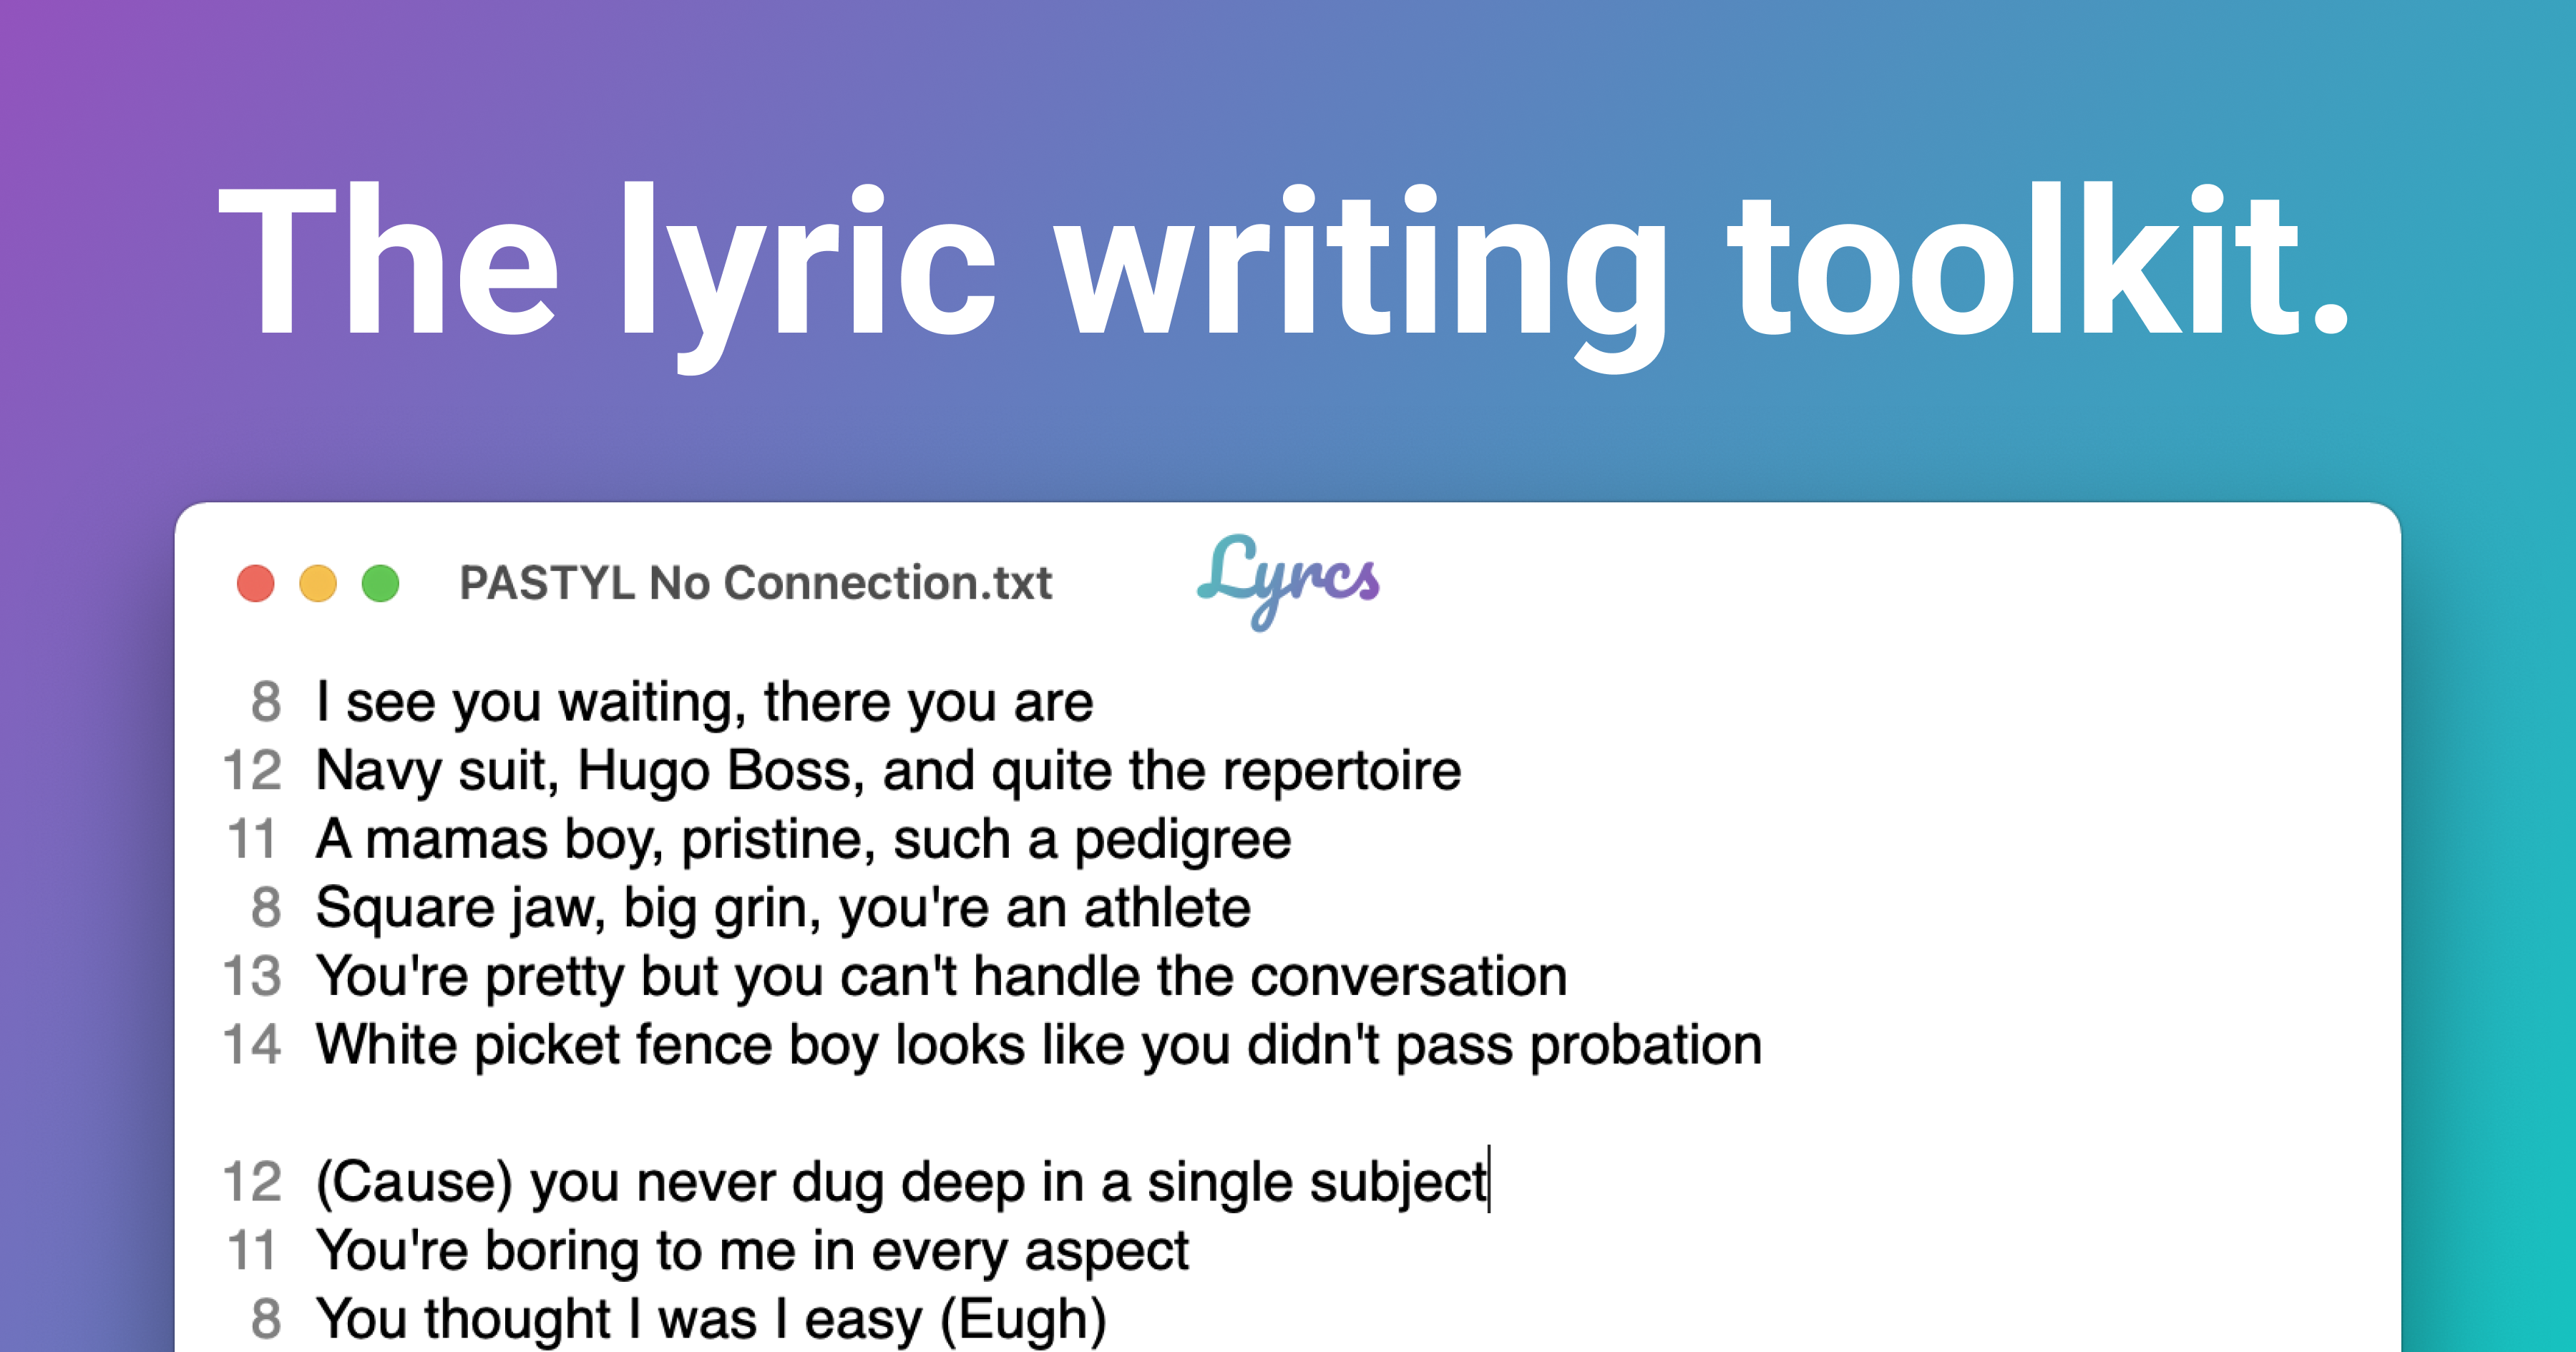 The lyric writing toolkit.
PASTYL No Connection.txt Lyrcs
8 I see you waiting, there you are
12 Navy suit, Hugo Boss, and quite the repertoire
11 A mamas boy, pristine, such a pedigree
8 Square jaw, big grin, you're an athlete
13 You're pretty but you can't handle the conversation
14 White picket fence boy looks like you didn't pass probation
12 (Cause) you never dug deep in a single subject
11 You're boring to me in every aspect
8 You thought I was I easy (Eugh)